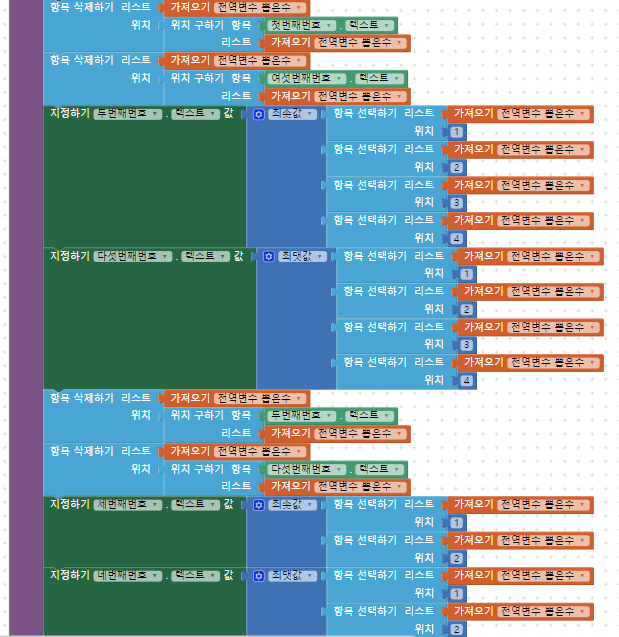 항목 삭제하기 리스트 가져오기 전역변수 뽑은수
위치 위치 구하기 항목 첫번째번호 . 텍스트
리스트 가져오기 전역변수 뽑은수
항목 삭제하기 리스트 가져오기 전역변수 뽑은수
위치 위치 구하기 항목 여섯번째번호 . 텍스트
리스트 가져오기 전역변수 뽑은수
지정하기 두번째번호 . 텍스트 값 최솟값 항목 선택하기 리스트 가져오기 전역변수 뽑은수
위치 1
항목 선택하기 리스트 가져오기 전역변수 뽑은수
위치 2
항목 선택하기 리스트 가져오기 전역변수 뽑은수
위치 3
항목 선택하기 리스트 가져오기 전역변수 뽑은수
위치 4
지정하기 다섯번째번호 . 텍스트 값 최댓값 항목 선택하기 리스트 가져오기 전역변수 뽑은수
위치 1
항목 선택하기 리스트 가져오기 전역변수 뽑은수
위치 2
항목 선택하기 리스트 가져오기 전역변수 뽑은수
위치 3
항목 선택하기 리스트 가져오기 전역변수 뽑은수
위치 4
항목 삭제하기 리스트 가져오기 전역변수 뽑은수
위치 위치 구하기 항목 두번째번호 . 텍스트
리스트 가져오기 전역변수 뽑은수
항목 삭제하기 리스트 가져오기 전역변수 뽑은수
위치 위치 구하기 항목 다섯번째번호 . 텍스트
리스트 가져오기 전역변수 뽑은수
지정하기 세번째번호 . 텍스트 값 최솟값 항목 선택하기 리스트 가져오기 전역변수 뽑은수
위치 1
항목 선택하기 리스트 가져오기 전역변수 뽑은수
위치 2
지정하기 네번째번호 . 텍스트 값 최댓값 항목 선택하기 리스트 가져오기 전역변수 뽑은수
위치 1
항목 선택하기 리스트 가져오기 전역변수 뽑은수
위치 2